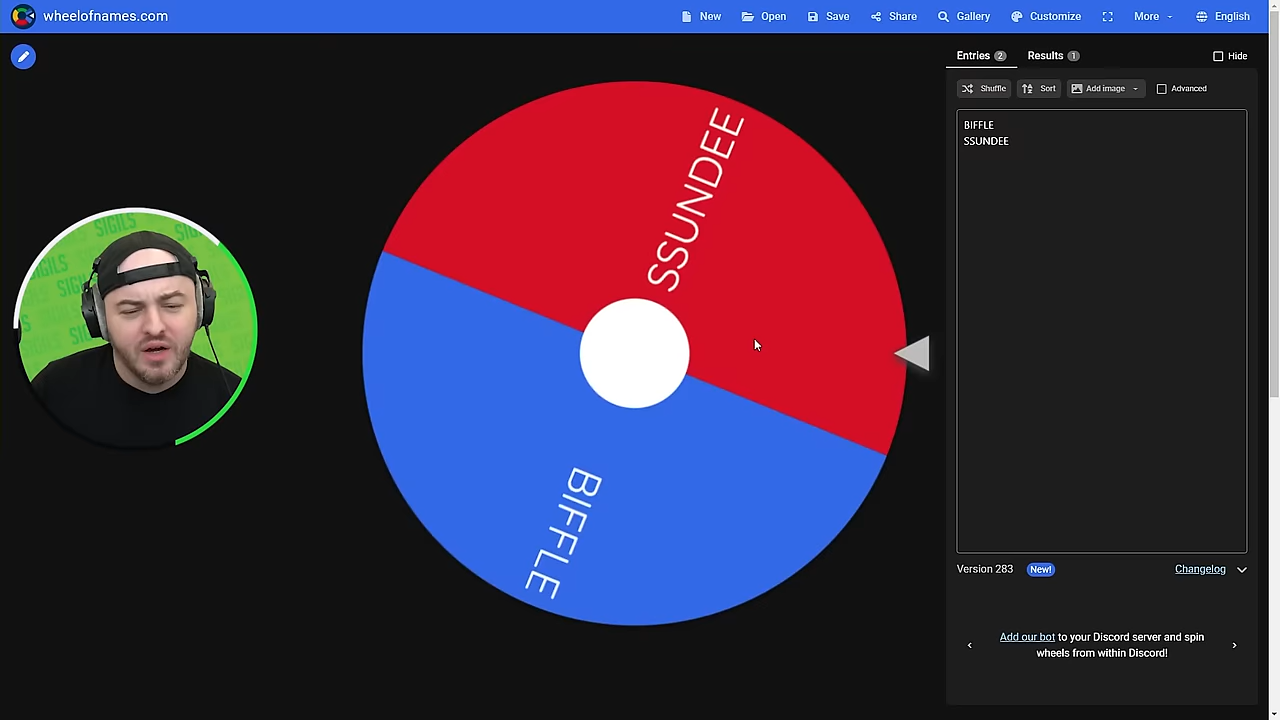 wheelofnames.com
New
Open
Save
Share
Gallery
Customize
More
English
Entries 2
Results 1
Hide
Shuffle
Sort
Add image
Advanced
BIFFLE
SSUNDEE
SSUNDEE
BIFFLE
SIGILS
SIGILS
Version 283
New!
Changelog
Add our bot to your Discord server and spin
wheels from within Discord!